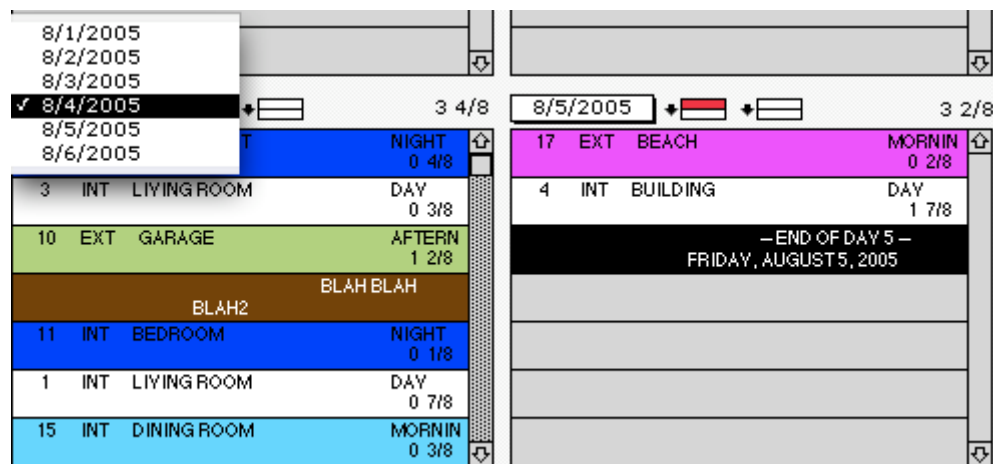 8/1/2005
8/2/2005
8/3/2005
✓ 8/4/2005
8/5/2005
8/6/2005
3 4/8
T NIGHT
0 4/8
3 INT LIVING ROOM DAY
0 3/8
10 EXT GARAGE AFTERN
1 2/8
BLAH BLAH
BLAH2
11 INT BEDROOM NIGHT
0 1/8
1 INT LIVING ROOM DAY
0 7/8
15 INT DINING ROOM MORNIN
0 3/8
8/5/2005 3 2/8
17 EXT BEACH MORNIN
0 2/8
4 INT BUILDING DAY
1 7/8
—END OF DAY 5—
FRIDAY, AUGUST 5, 2005